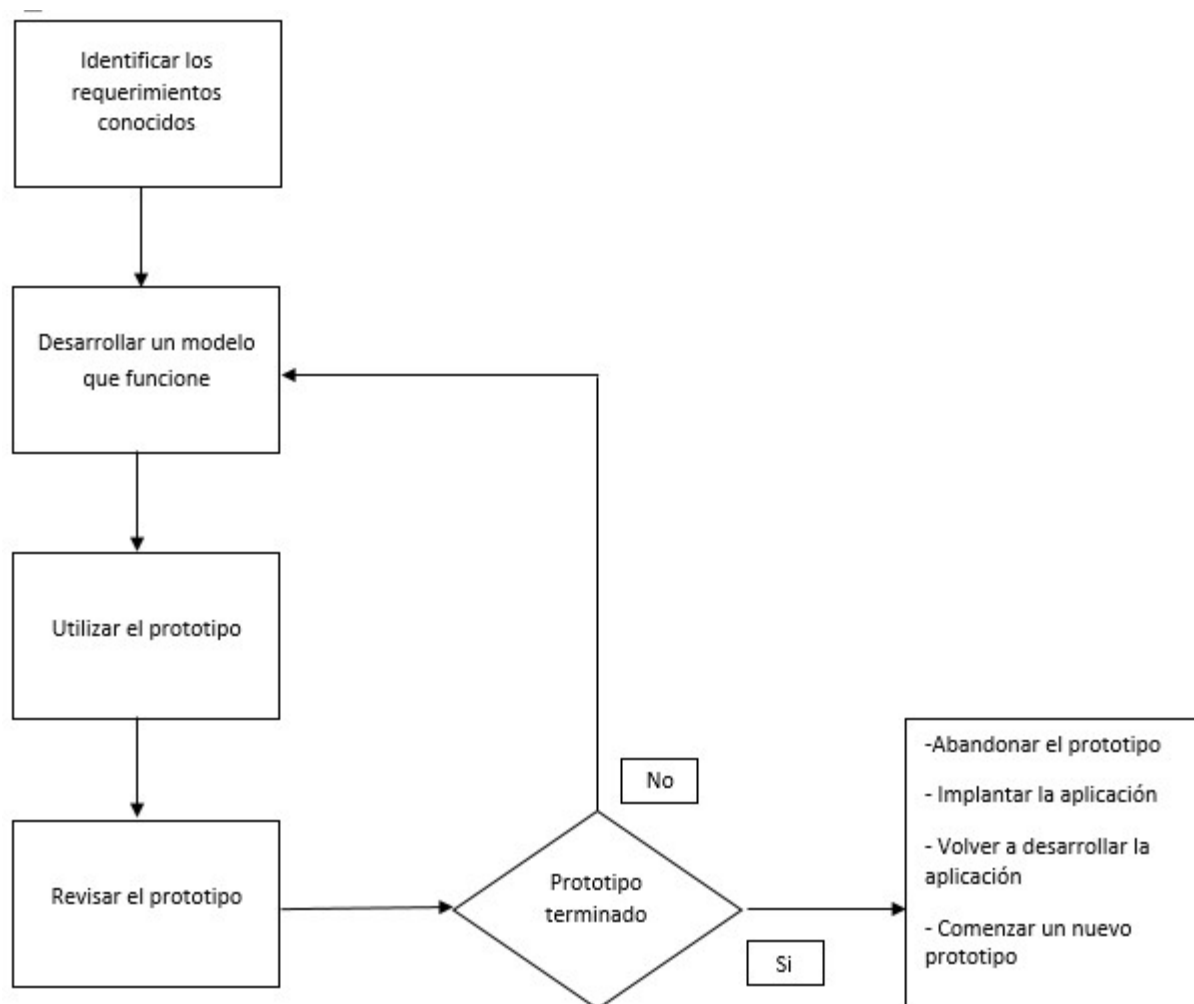 Identificar los
requerimientos
conocidos
Desarrollar un modelo
que funcione
Utilizar el prototipo
Revisar el prototipo
No
Prototipo
terminado
Si
-Abandonar el prototipo
- Implantar la aplicación
- Volver a desarrollar la
aplicación
- Comenzar un nuevo
prototipo